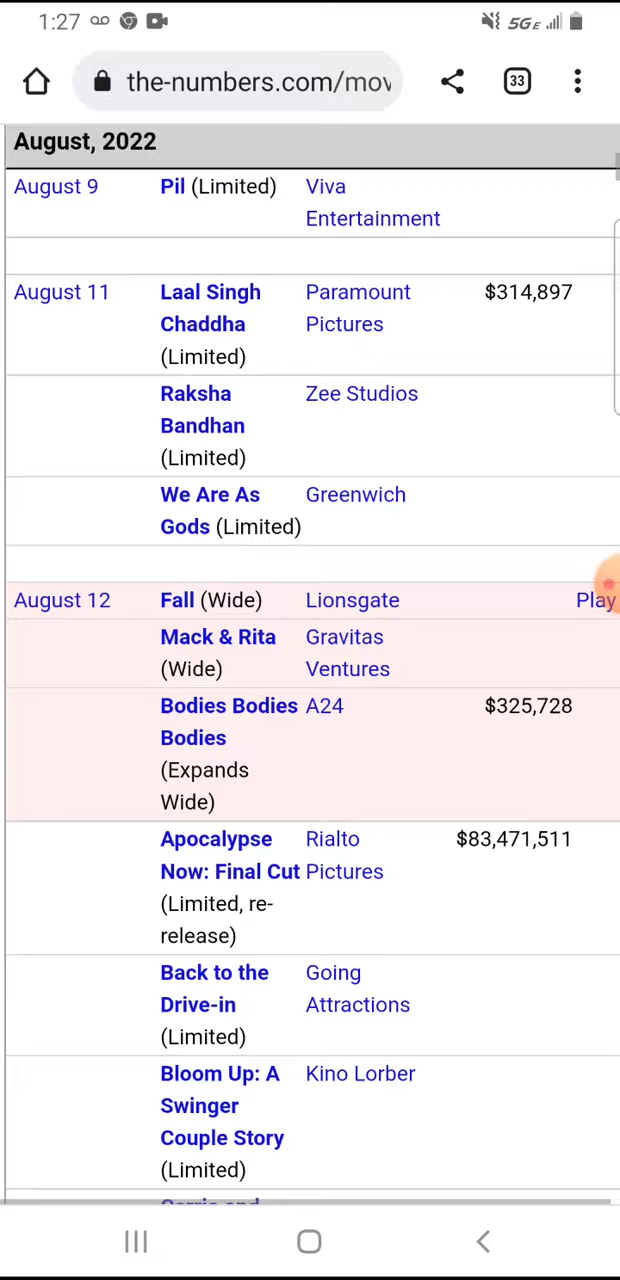 1:27 5GE
the-numbers.com/mov 33
August, 2022
August 9 Pil (Limited) Viva
Entertainment
August 11 Laal Singh Paramount $314,897
Chaddha Pictures
(Limited)
Raksha Zee Studios
Bandhan
(Limited)
We Are As Greenwich
Gods (Limited)
August 12 Fall (Wide) Lionsgate Play
Mack & Rita Gravitas
(Wide) Ventures
Bodies Bodies A24 $325,728
Bodies
(Expands
Wide)
Apocalypse Rialto $83,471,511
Now: Final Cut Pictures
(Limited, re-
release)
Back to the Going
Drive-in Attractions
(Limited)
Bloom Up: A Kino Lorber
Swinger
Couple Story
(Limited)